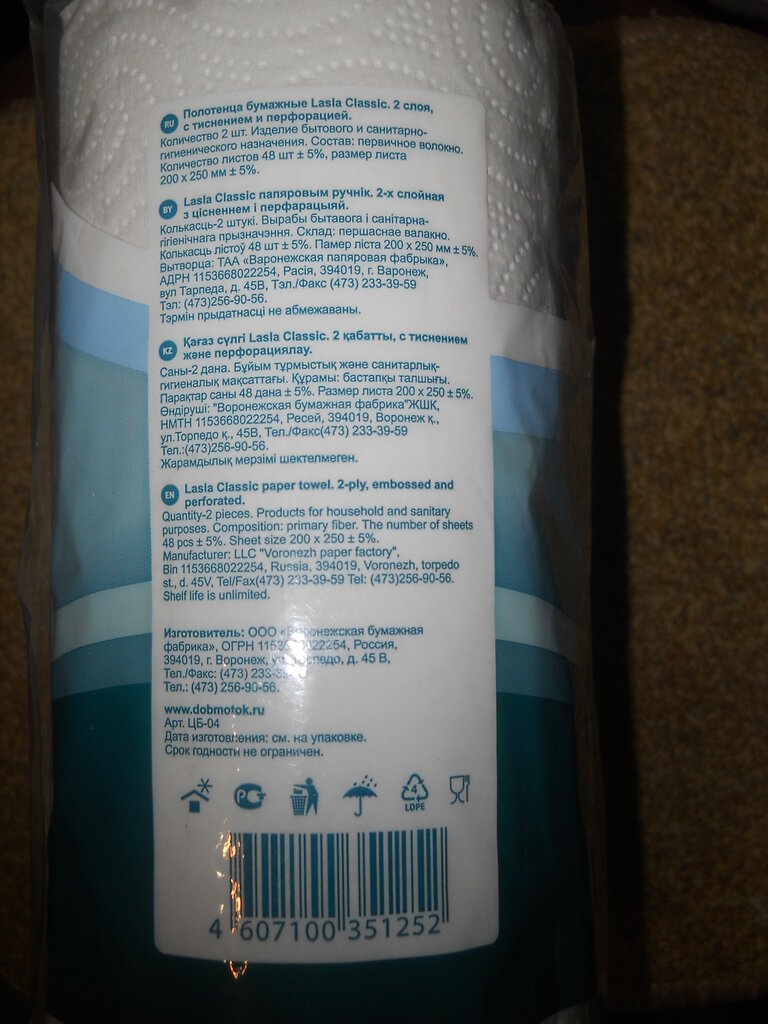 RU
Полотенца бумажные Lasla Classic. 2 слоя,
с тиснением и перфорацией.
Количество 2 шт. Изделие бытового и санитарно-
гигиенического назначения. Состав: первичное волокно.
Количество листов 48 шт ± 5%, размер листа
200 х 250 мм ± 5%.
BY
Lasla Classic папяровым ручнік. 2-х слойная
з цісненнем і перфарацыяй.
Колькасць-2 штукі. Вырабы бытавога і санітарна-
гігіенічнага прызначэння. Склад: першаснае валакно.
Колькасць лістоў 48 шт ± 5%. Памер ліста 200 х 250 мм ± 5%.
Вытворца: ТАА «Варонежская папяровая фабрыка»,
АДРН 1153668022254, Расія, 394019, г. Варонеж,
вул Тарпеда, д. 45В, Тэл./Факс (473) 233-39-59
Тэл: (473)256-90-56.
Тэрмін прыдатнасці не абмежаваны.
KZ
Қағаз сүлгі Lasla Classic. 2 қабатты, с тиснением
және перфорациялау.
Саны-2 дана. Бұйым тұрмыстық және санитарлық-
гигиеналық мақсаттағы. Құрамы: бастапқы талшығы.
Парақтар саны 48 дана ± 5%. Размер листа 200 х 250 ± 5%.
Өндіруші: "Воронежская бумажная фабрика"ЖШҚ,
НМТН 1153668022254, Ресей, 394019, Воронеж қ.,
ул.Торпедо қ., 45В, Тел./Факс(473) 233-39-59
Тел.:(473)256-90-56.
Жарамдылық мерзімі шектелмеген.
EN
Lasla Classic paper towel. 2-ply, embossed and
perforated.
Quantity-2 pieces. Products for household and sanitary
purposes. Composition: primary fiber. The number of sheets
48 pcs ± 5%. Sheet size 200 x 250 ± 5%.
Manufacturer: LLC "Voronezh paper factory",
Bin 1153668022254, Russia, 394019, Voronezh, torpedo
st., d. 45V, Tel/Fax(473) 233-39-59 Tel: (473)256-90-56.
Shelf life is unlimited.
Изготовитель: ООО «Воронежская бумажная
фабрика», ОГРН Россия,
394019, г. Воронеж, д. 45 В,
Тел./Факс: (473)
Тел.: (473) 256-90-56.
www.dobmotok.ru
Арт. ЦБ-04
Дата изготовления: см. на упаковке.
Срок годности не ограничен.
РСТ
4
LDPE
4 607100 351252